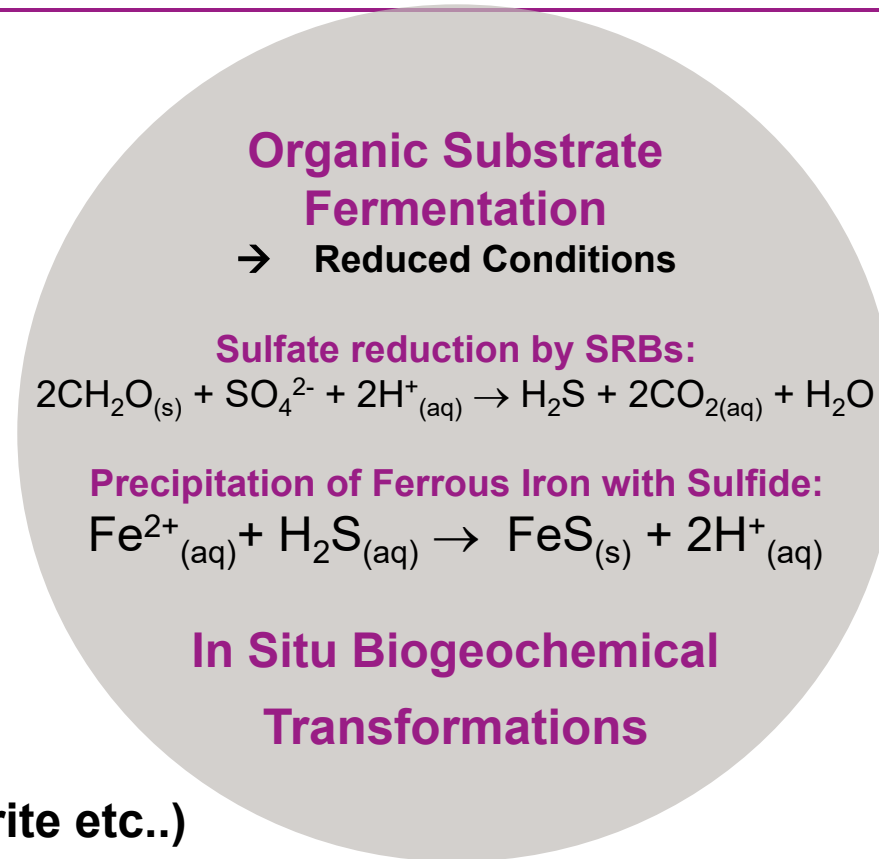 Organic Substrate
Fermentation
→ Reduced Conditions
Sulfate reduction by SRBs:
2CH₂O₍ₛ₎ + SO₄²⁻ + 2H⁺₍aq₎ → H₂S + 2CO₂₍aq₎ + H₂O
Precipitation of Ferrous Iron with Sulfide:
Fe²⁺₍aq₎+ H₂S₍aq₎ → FeS₍ₛ₎ + 2H⁺₍aq₎
In Situ Biogeochemical
Transformations
rite etc..)